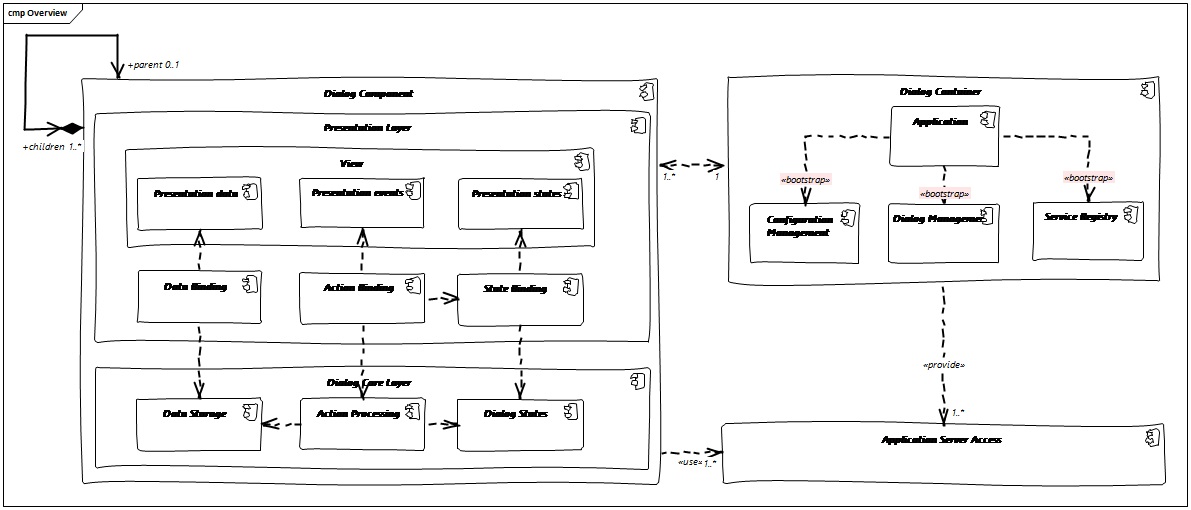 cmp Overview
+parent 0..1
+children 1..*
Dialog Component
Presentation Layer
View
Presentation data
Presentation events
Presentation states
Data Binding
Action Binding
State Binding
Dialog Core Layer
Data Storage
Action Processing
Dialog States
1..*
1
Dialog Container
Application
«bootstrap»
«bootstrap»
«bootstrap»
Configuration
Management
Dialog Management
Service Registry
«provide»
1..*
Application Server Access
«use»
1..*